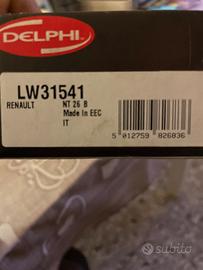 DELPHI
LW31541
RENAULT NT 26 B
Made in EEC
IT
5 012759 826836
subito